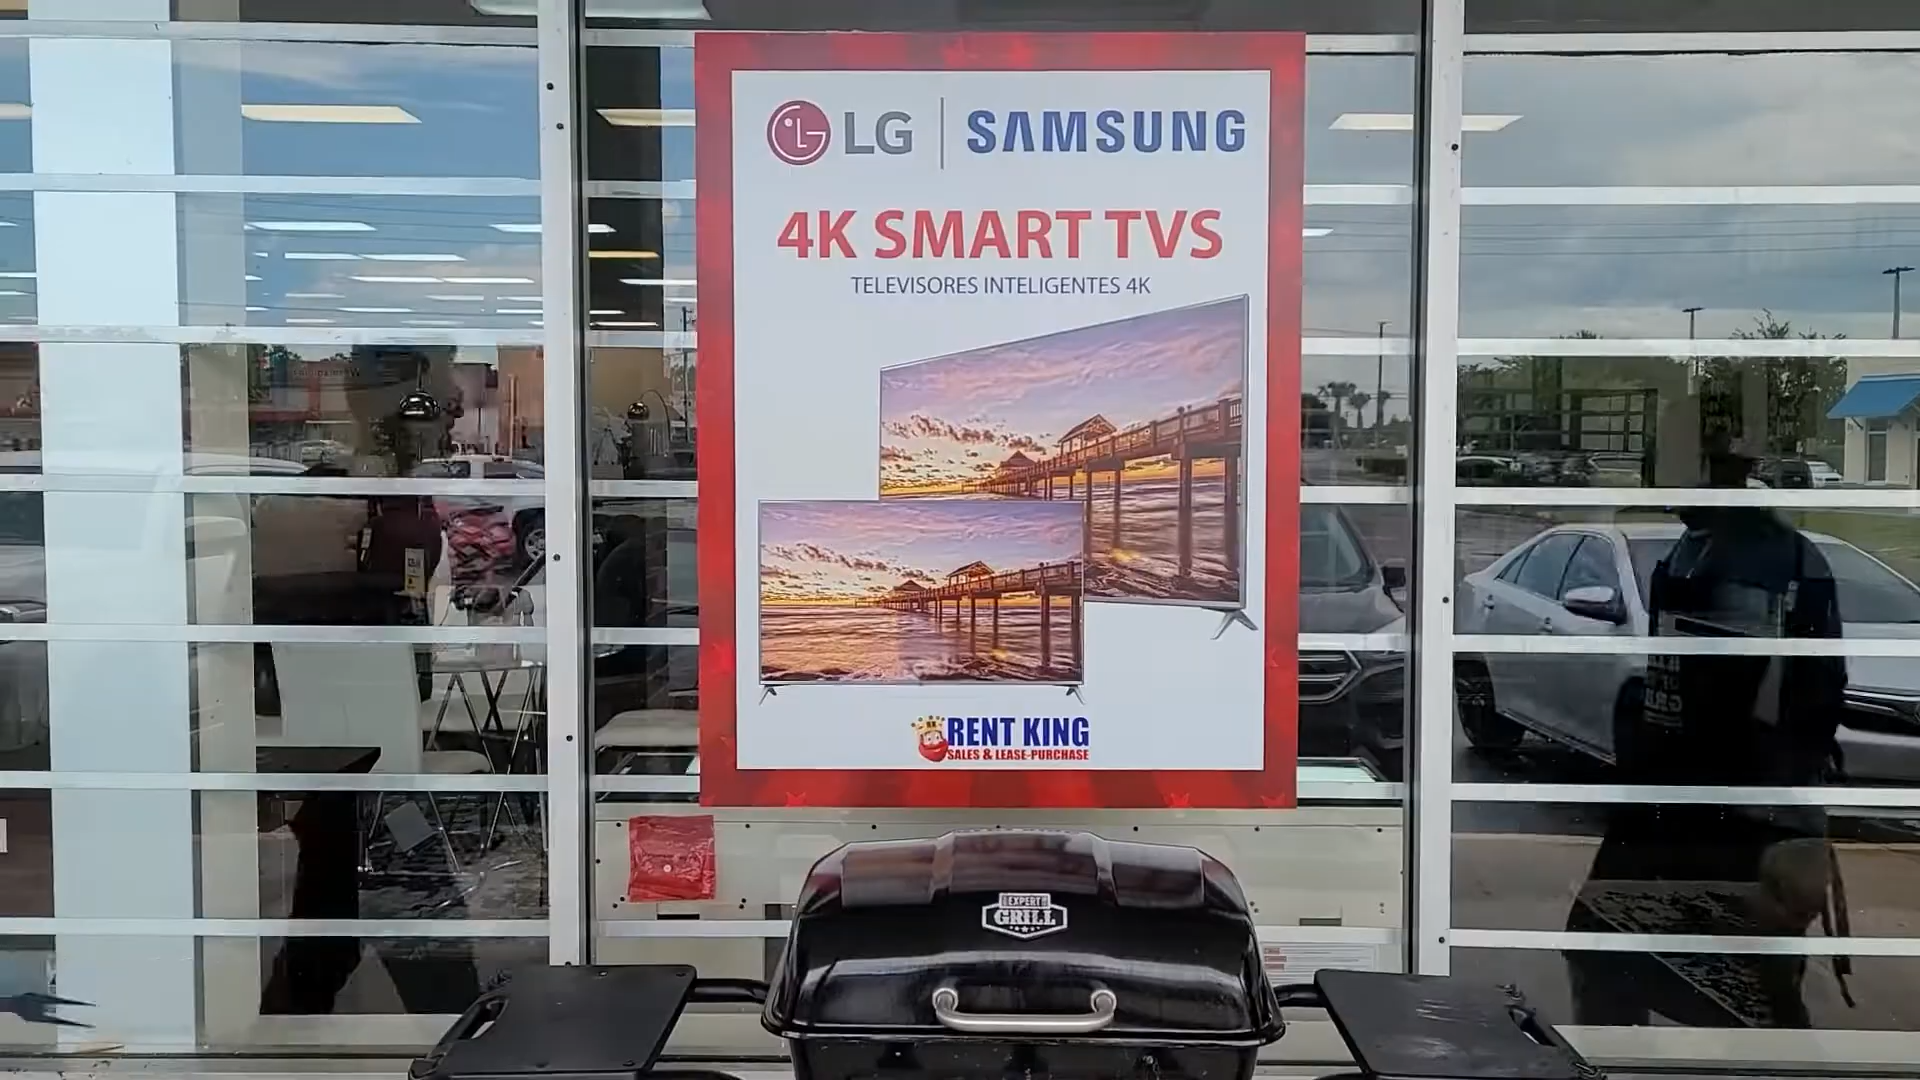 LG | SAMSUNG
4K SMART TVS
TELEVISORES INTELIGENTES 4K
RENT KING
SALES & LEASE-PURCHASE
EXPERT
GRILL